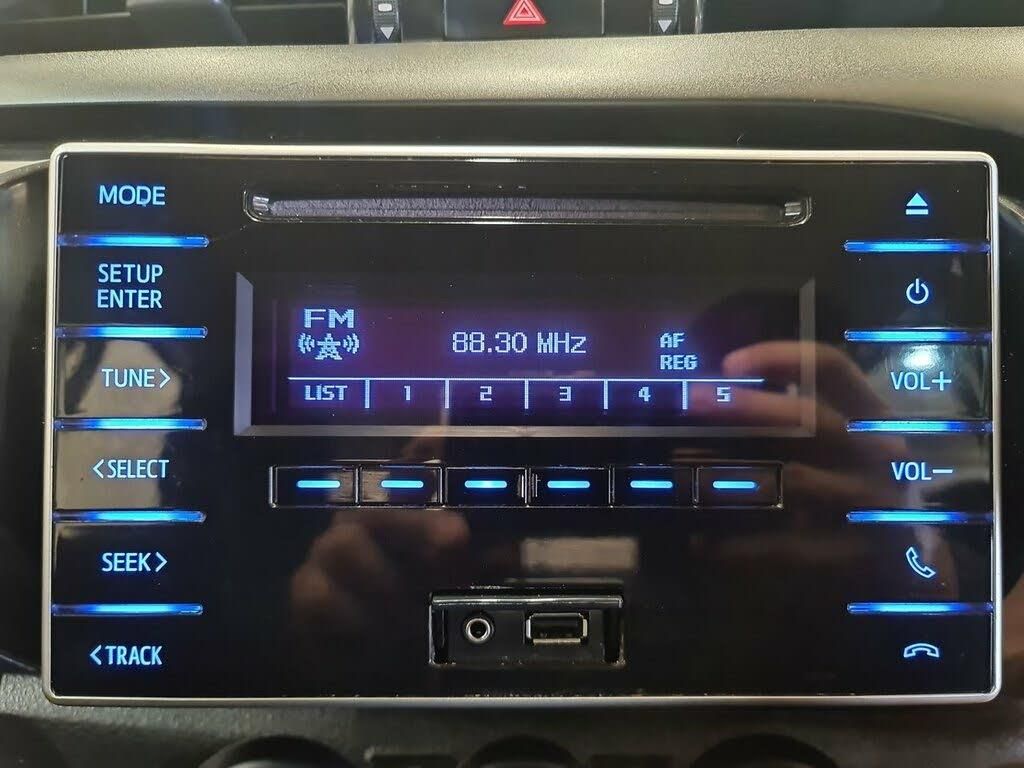 MODE
SETUP
ENTER
TUNE>
<SELECT
SEEK>
<TRACK
FM
88.30 MHz
AF
REG
LIST 1 2 3 4 5
VOL+
VOL−